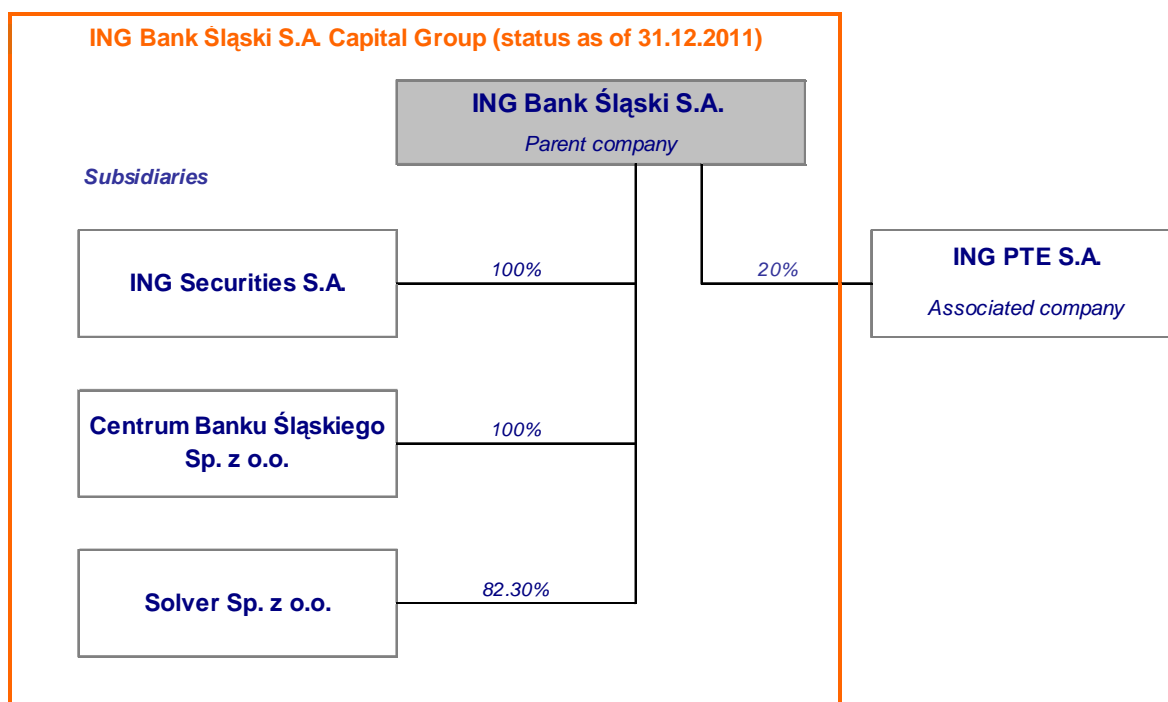 ING Bank Śląski S.A. Capital Group (status as of 31.12.2011)
ING Bank Śląski S.A.
Parent company
Subsidiaries
ING Securities S.A.
100%
20%
ING PTE S.A.
Associated company
Centrum Banku Śląskiego
Sp. z o.o.
100%
Solver Sp. z o.o.
82.30%